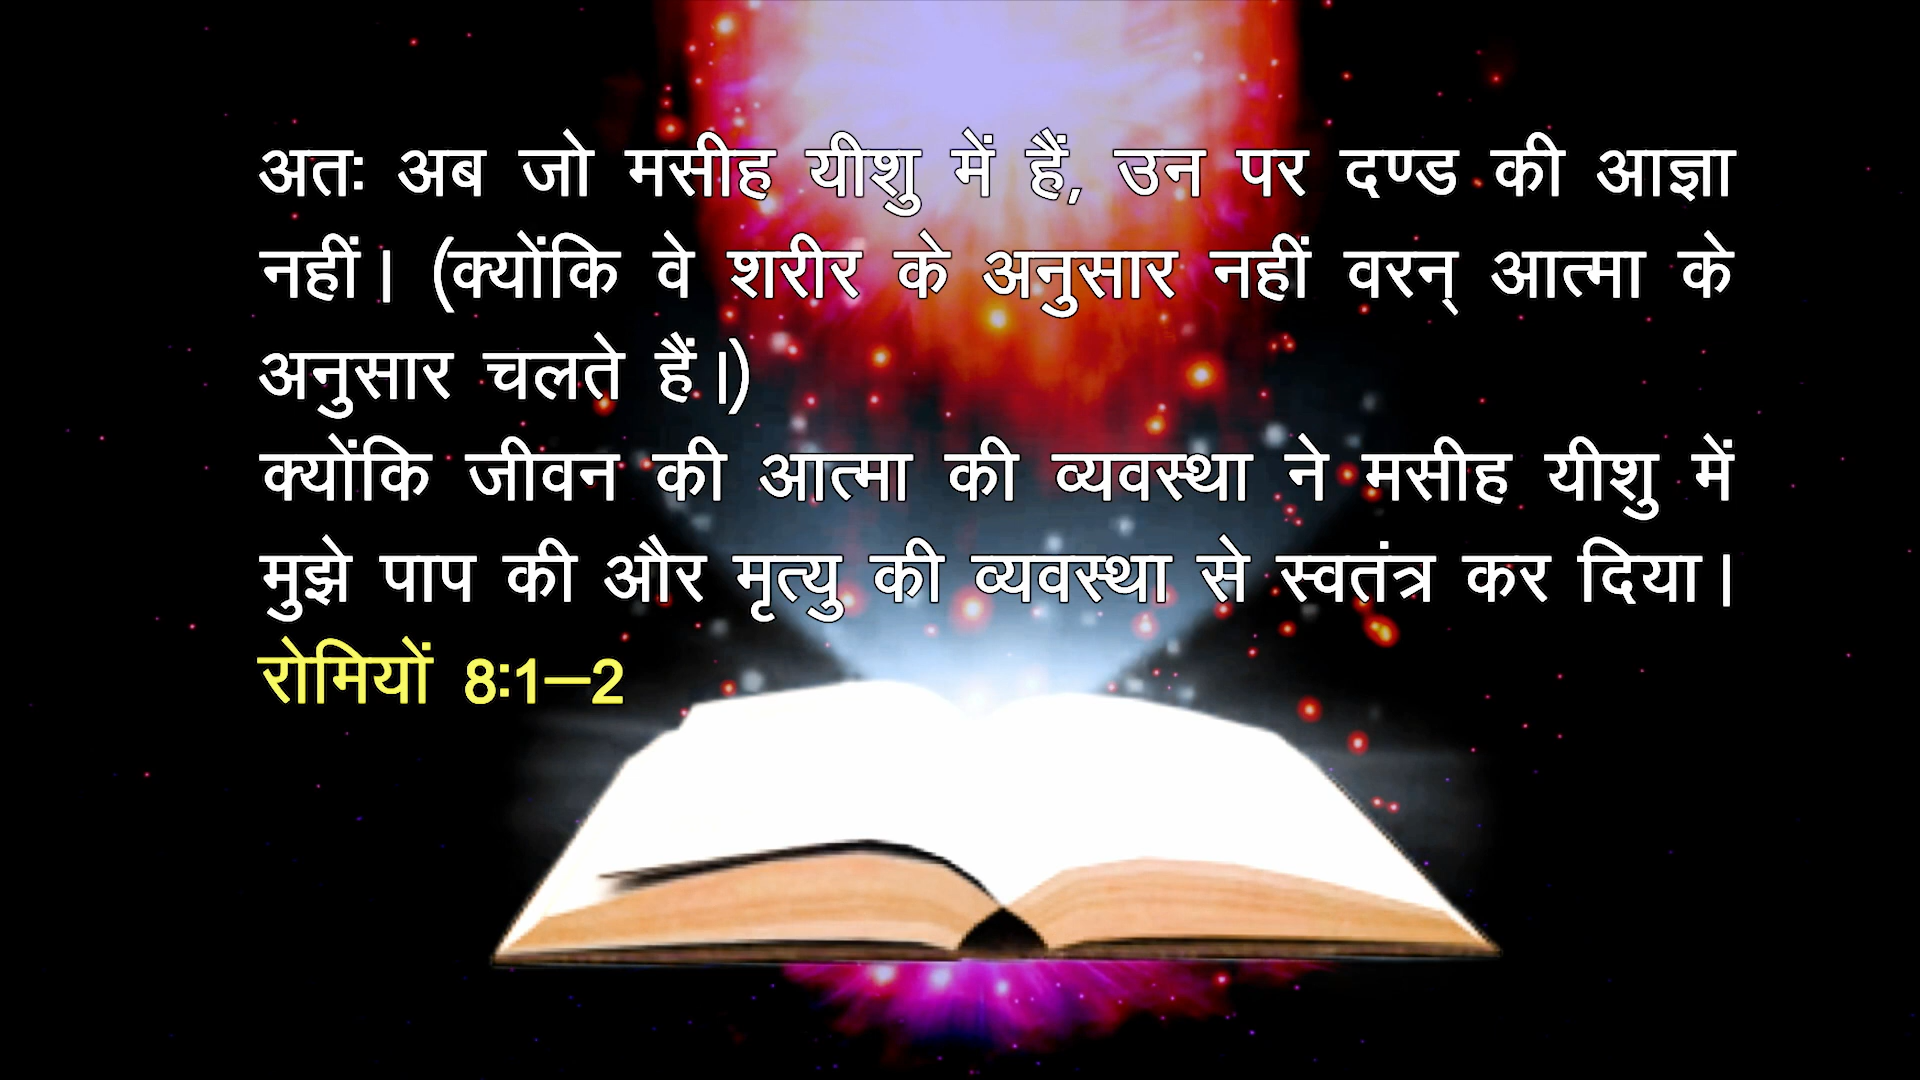 अतः अब जो मसीह यीशु में हैं, उन पर दण्ड की आज्ञा
नहीं। (क्योंकि वे शरीर के अनुसार नहीं वरन् आत्मा के
अनुसार चलते हैं।)
क्योंकि जीवन की आत्मा की व्यवस्था ने मसीह यीशु में
मुझे पाप की और मृत्यु की व्यवस्था से स्वतंत्र कर दिया।
रोमियों 8:1–2